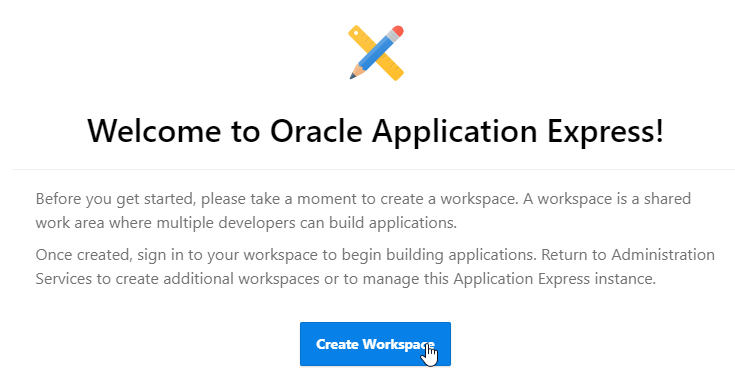 Welcome to Oracle Application Express!
Before you get started, please take a moment to create a workspace. A workspace is a shared
work area where multiple developers can build applications.
Once created, sign in to your workspace to begin building applications. Return to Administration
Services to create additional workspaces or to manage this Application Express instance.
Create Workspace